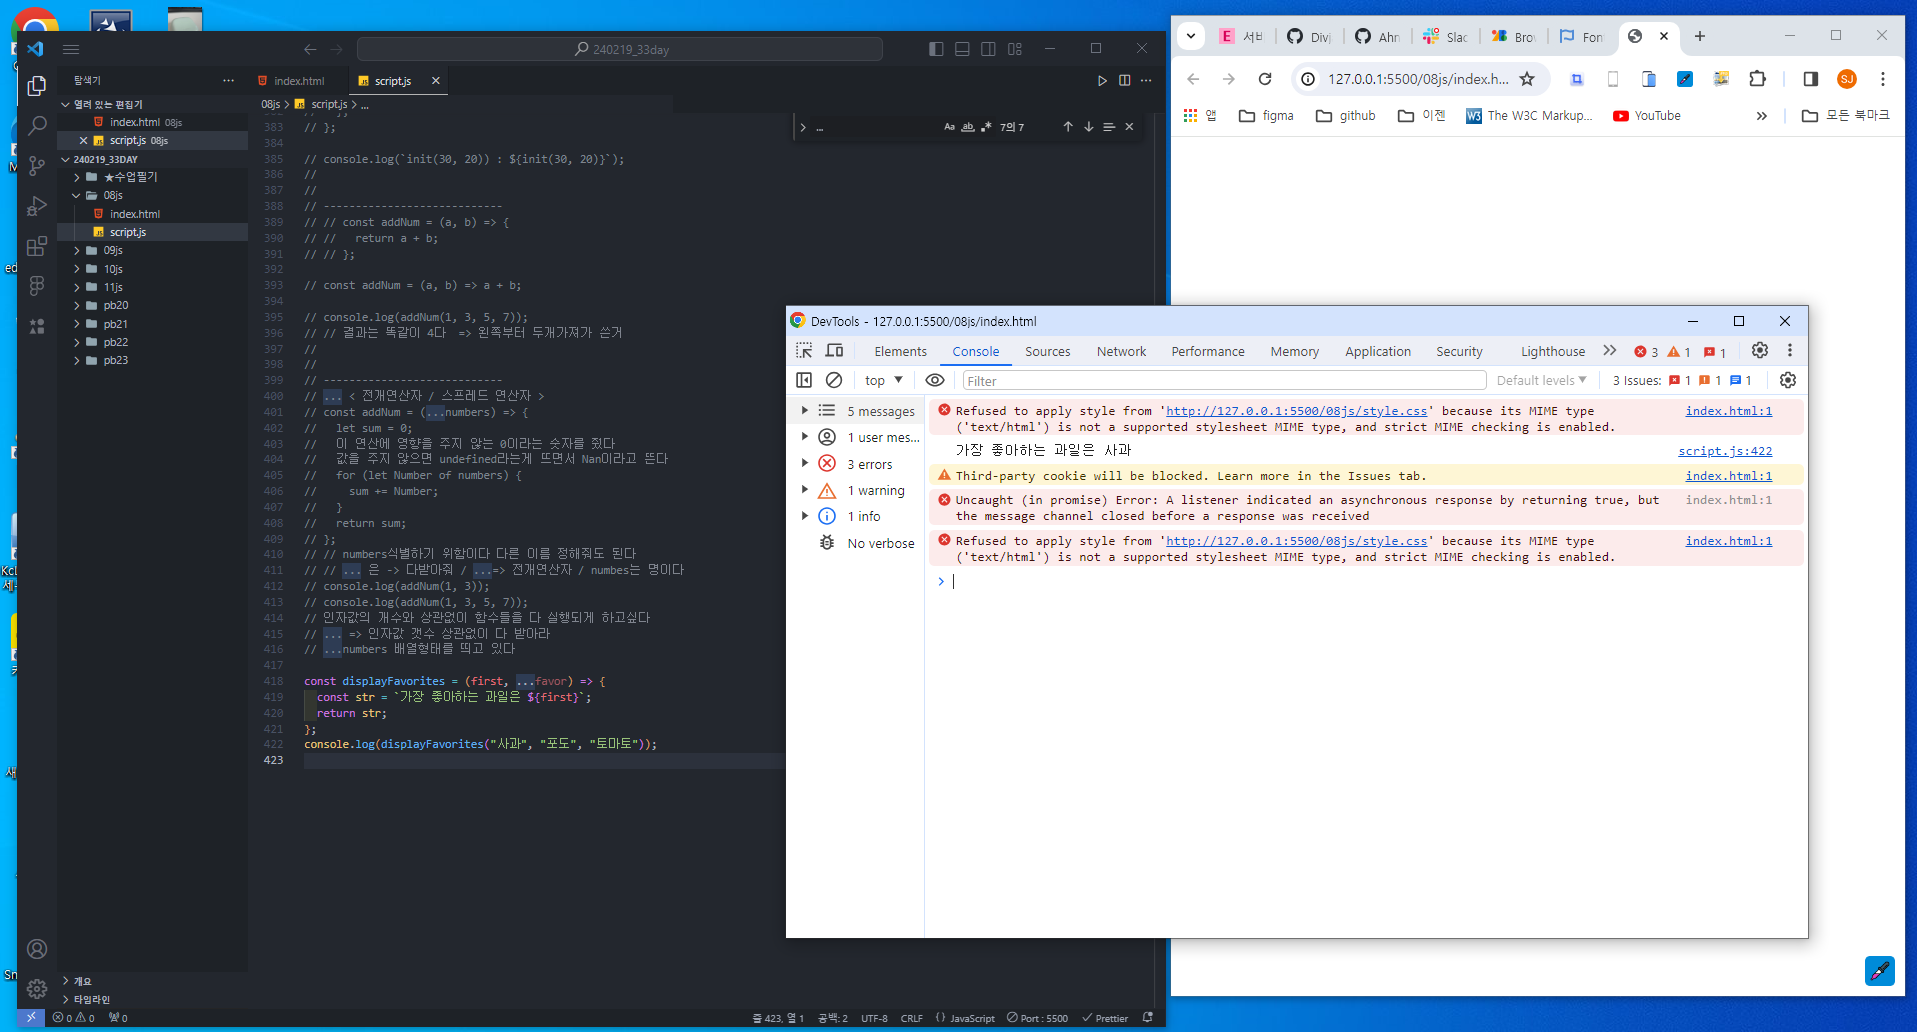 240219_33day
탐색기
index.html
script.js
열려 있는 편집기
index.html 08js
script.js 08js
240219_33DAY
★수업필기
08js
index.html
script.js
09js
10js
11js
pb20
pb21
pb22
pb23
개요
타임라인
08js > script.js > ...
... Aa ab 7의 7
383 // };
384
385 // console.log(`init(30, 20)) : ${init(30, 20)}`);
386 //
387 //
388 // ----------------------------
389 // // const addNum = (a, b) => {
390 // //   return a + b;
391 // // };
392
393 // const addNum = (a, b) => a + b;
394
395 // console.log(addNum(1, 3, 5, 7));
396 // // 결과는 똑같이 4다  => 왼쪽부터 두개가져가 쓴거
397 //
398 //
399 // ----------------------------
400 // ... < 전개연산자 / 스프레드 연산자 >
401 // const addNum = (...numbers) => {
402 //   let sum = 0;
403 //   이 연산에 영향을 주지 않는 0이라는 숫자를 줬다
404 //   값을 주지 않으면 undefined라는게 뜨면서 Nan이라고 뜬다
405 //   for (let Number of numbers) {
406 //     sum += Number;
407 //   }
408 //   return sum;
409 // };
410 // // numbers식별하기 위함이다 다른 이름 정해줘도 된다
411 // // ... 은 -> 다받아줘 / ...=> 전개연산자 / numbes는 명이다
412 // console.log(addNum(1, 3));
413 // console.log(addNum(1, 3, 5, 7));
414 // 인자값의 개수와 상관없이 함수들을 다 실행되게 하고싶다
415 // ... => 인자값 갯수 상관없이 다 받아라
416 // ...numbers 배열형태를 띄고 있다
417
418 const displayFavorites = (first, ...favor) => {
419   const str = `가장 좋아하는 과일은 ${first}`;
420   return str;
421 };
422 console.log(displayFavorites("사과", "포도", "토마토"));
423
0 0 0
줄 423, 열 1 공백: 2 UTF-8 CRLF {} JavaScript Port : 5500 Prettier
E 서비 Divj Ahn Slac Brow Fon
127.0.0.1:5500/08js/index.h... SJ
앱 figma github 이젠 W3 The W3C Markup... YouTube » 모든 북마크
DevTools - 127.0.0.1:5500/08js/index.html
Elements Console Sources Network Performance Memory Application Security Lighthouse » 3 1 1
top Filter Default levels 3 Issues: 1 1 1
5 messages
1 user mes...
3 errors
1 warning
1 info
No verbose
Refused to apply style from 'http://127.0.0.1:5500/08js/style.css' because its MIME type index.html:1
('text/html') is not a supported stylesheet MIME type, and strict MIME checking is enabled.
가장 좋아하는 과일은 사과 script.js:422
Third-party cookie will be blocked. Learn more in the Issues tab. index.html:1
Uncaught (in promise) Error: A listener indicated an asynchronous response by returning true, but index.html:1
the message channel closed before a response was received
Refused to apply style from 'http://127.0.0.1:5500/08js/style.css' because its MIME type index.html:1
('text/html') is not a supported stylesheet MIME type, and strict MIME checking is enabled.
>